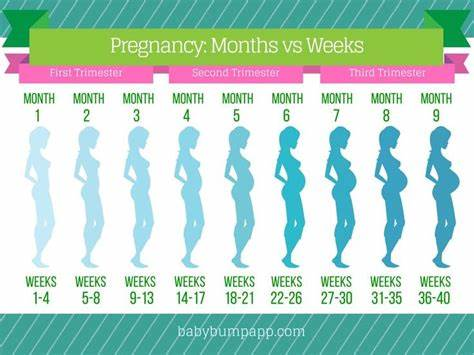 Pregnancy: Months vs Weeks
First Trimester Second Trimester Third Trimester
MONTH MONTH MONTH MONTH MONTH MONTH MONTH MONTH MONTH
1 2 3 4 5 6 7 8 9
WEEKS WEEKS WEEKS WEEKS WEEKS WEEKS WEEKS WEEKS WEEKS
1-4 5-8 9-13 14-17 18-21 22-26 27-30 31-35 36-40
babybumpapp.com